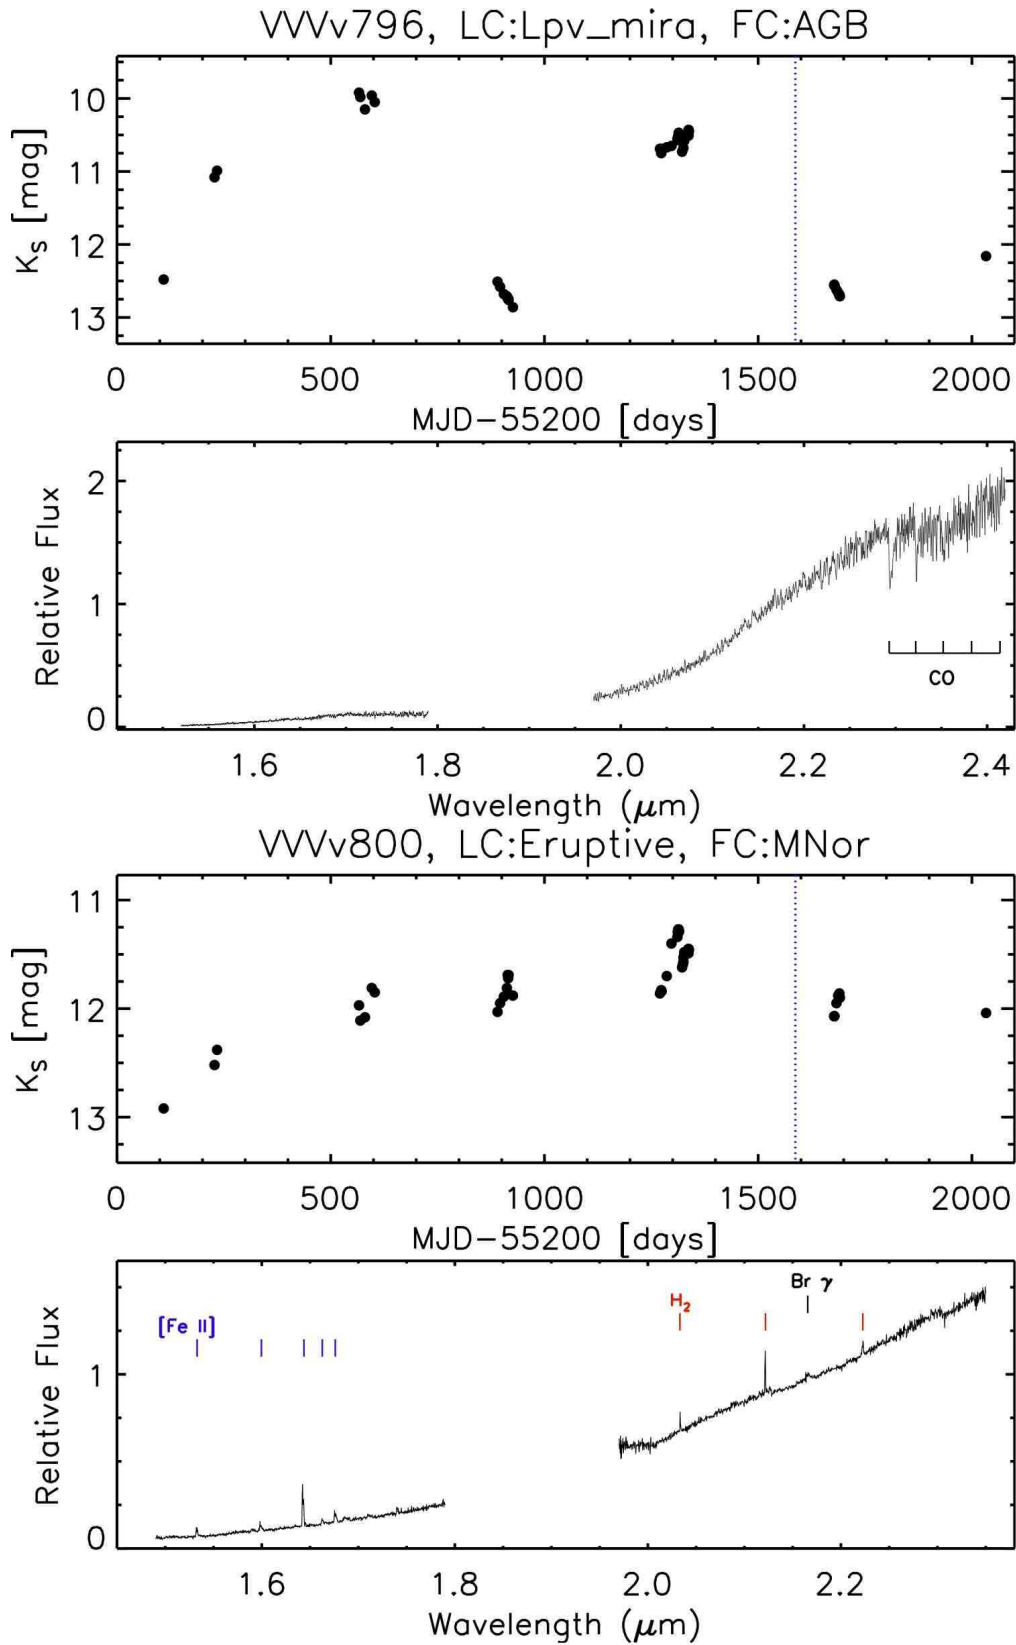 VVVv796, LC:Lpv_mira, FC:AGB
10
11
12
13
K_S [mag]
0 500 1000 1500 2000
MJD-55200 [days]
2
1
0
Relative Flux
CO
1.6 1.8 2.0 2.2 2.4
Wavelength (μm)
VVVv800, LC:Eruptive, FC:MNor
11
12
13
K_S [mag]
0 500 1000 1500 2000
MJD-55200 [days]
Br γ
H₂
[Fe II]
1
0
Relative Flux
1.6 1.8 2.0 2.2
Wavelength (μm)